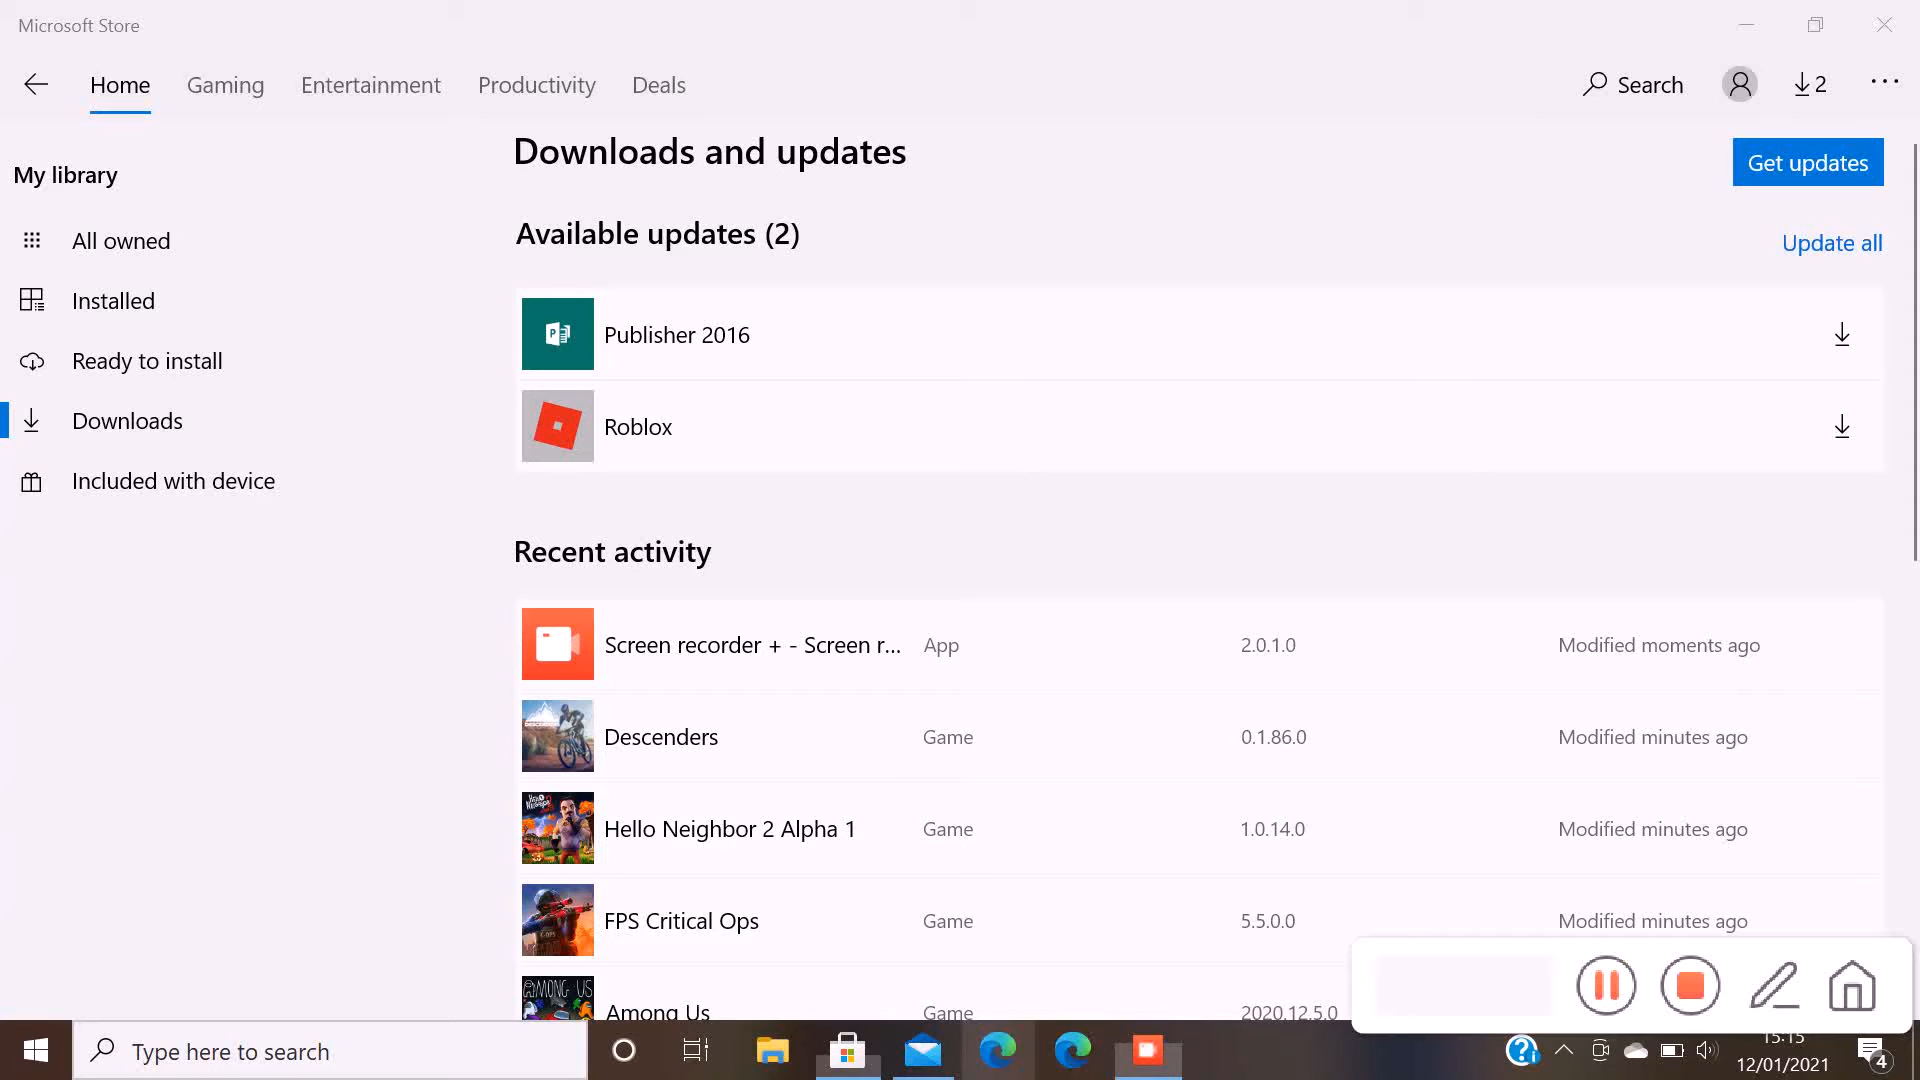 Microsoft Store
Home Gaming Entertainment Productivity Deals Search 2
My library
All owned
Installed
Ready to install
Downloads
Included with device
Downloads and updates
Get updates
Available updates (2)
Update all
Publisher 2016
Roblox
Recent activity
Screen recorder + - Screen r... App 2.0.1.0 Modified moments ago
Descenders Game 0.1.86.0 Modified minutes ago
Hello Neighbor 2 Alpha 1 Game 1.0.14.0 Modified minutes ago
FPS Critical Ops Game 5.5.0.0 Modified minutes ago
AMONG US
Among Us Game 2020.12.5.0
Type here to search
15:15
12/01/2021
4